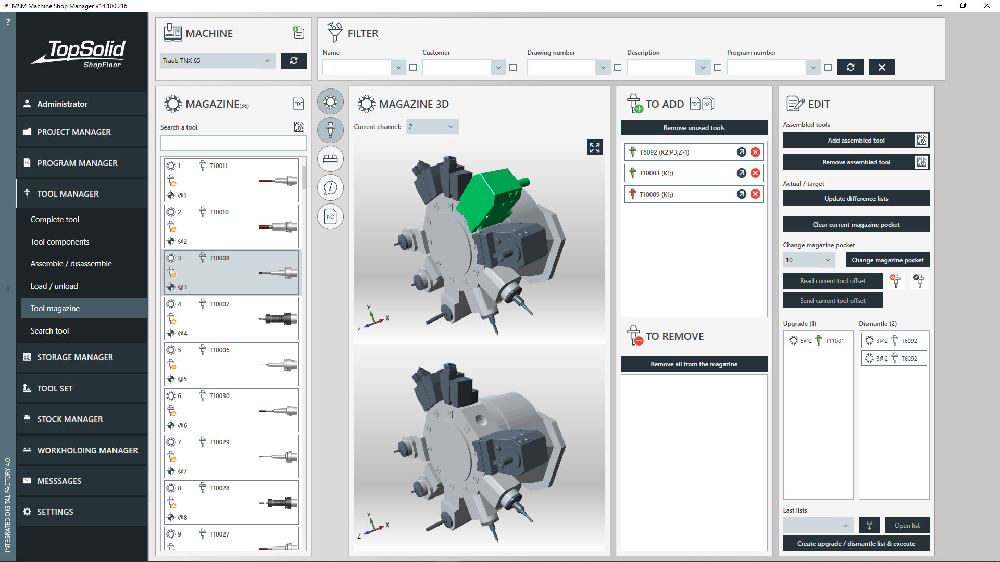 MSM Machine Shop Manager V14.100.216
?
TopSolid
ShopFloor
Administrator
PROJECT MANAGER
NC
PROGRAM MANAGER
TOOL MANAGER
Complete tool
Tool components
Assemble / disassemble
Load / unload
Tool magazine
Search tool
STORAGE MANAGER
TOOL SET
STOCK MANAGER
WORKHOLDING MANAGER
MESSSAGES
SETTINGS
INTEGRATED DIGITAL FACTORY 4.0
MACHINE
Traub TNX 65
FILTER
Name
Customer
Drawing number
Description
Program number
MAGAZINE(36)
PDF
Search a tool
1 T10011
@1
2 T10010
@2
3 T10008
@3
4 T10007
@4
5 T10006
@5
6 T10030
@6
7 T10029
@7
8 T10028
@8
9 T10027
i
NC
MAGAZINE 3D
Current channel: 2
Y
X
Z
Y
X
Z
TO ADD
PDF
PDF
Remove unused tools
T6092 (K2;P3;Z-1)
T10003 (K1;)
T10009 (K1;)
TO REMOVE
Remove all from the magazine
EDIT
Assembled tools
Add assembled tool
Remove assembled tool
Actual / target
Update difference lists
Clear current magazine pocket
Change magazine pocket
10
Change magazine pocket
Read current tool offset
Send current tool offset
Upgrade (1)
Dismantle (2)
5@2 T11001
3@2 T6092
3@2 T6092
Last lists
Open list
Create upgrade / dismantle list & execute